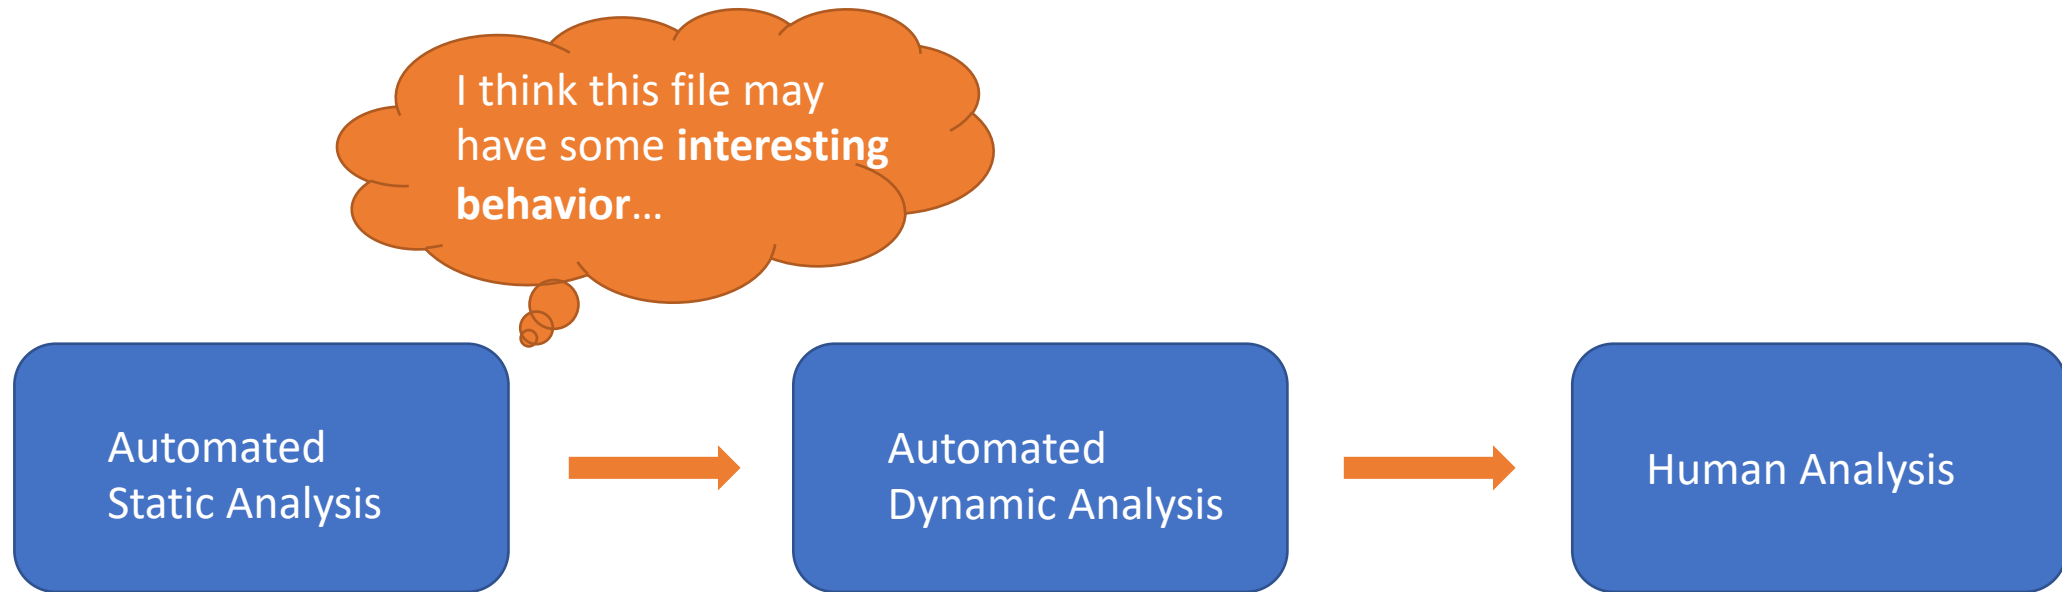 I think this file may
have some interesting
behavior...
Automated
Static Analysis
Automated
Dynamic Analysis
Human Analysis